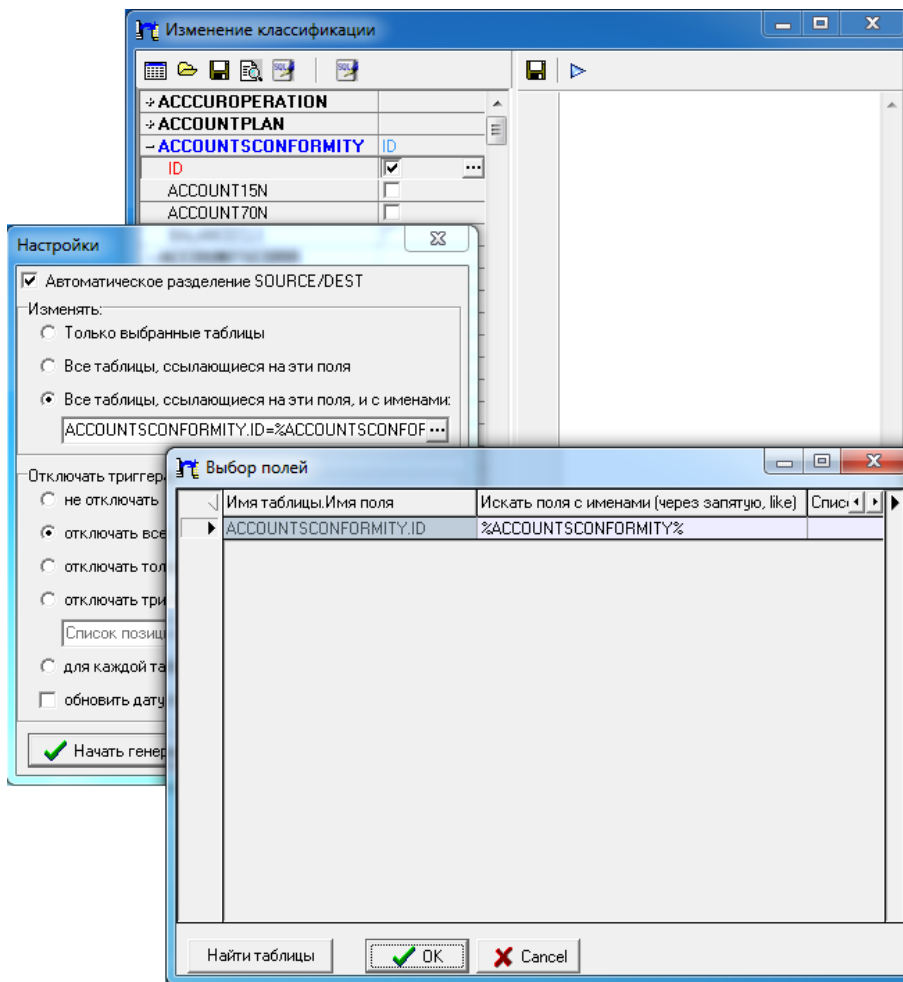 Изменение классификации
ACCCUROPERATION
ACCOUNTPLAN
ACCOUNTSCONFORMITY ID
ID
ACCOUNT15N
ACCOUNT70N
Настройки
Автоматическое разделение SOURCE/DEST
Изменять:
Только выбранные таблицы
Все таблицы, ссылающиеся на эти поля
Все таблицы, ссылающиеся на эти поля, и с именами:
ACCOUNTSCONFORMITY.ID=%ACCOUNTSCONFOF ...
Отключать триггер
не отключать
отключать все
отключать тол
отключать три
Список позиц
для каждой та
обновить дату
Начать генер
Выбор полей
Имя таблицы.Имя поля Искать поля с именами (через запятую, like) Спис
ACCOUNTSCONFORMITY.ID %ACCOUNTSCONFORMITY%
Найти таблицы OK Cancel